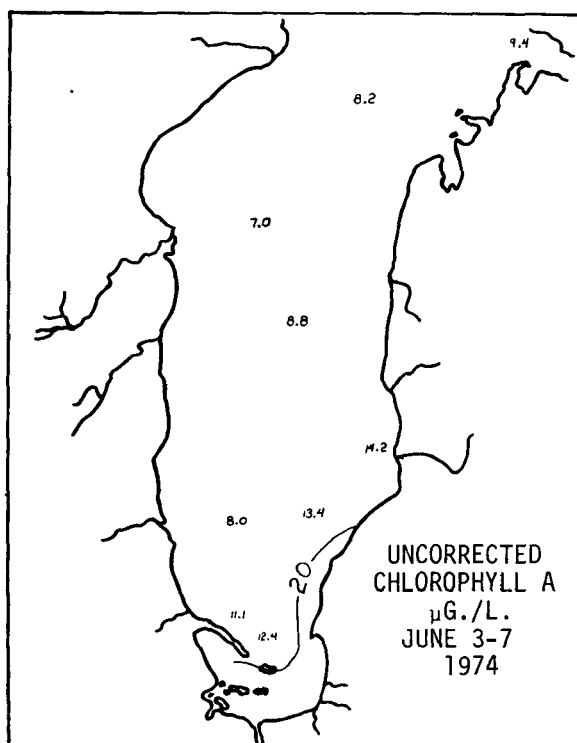 9.4
8.2
7.0
8.8
14.2
8.0
13.4
20
11.1
12.4
UNCORRECTED
CHLOROPHYLL A
µG./L.
JUNE 3-7
1974